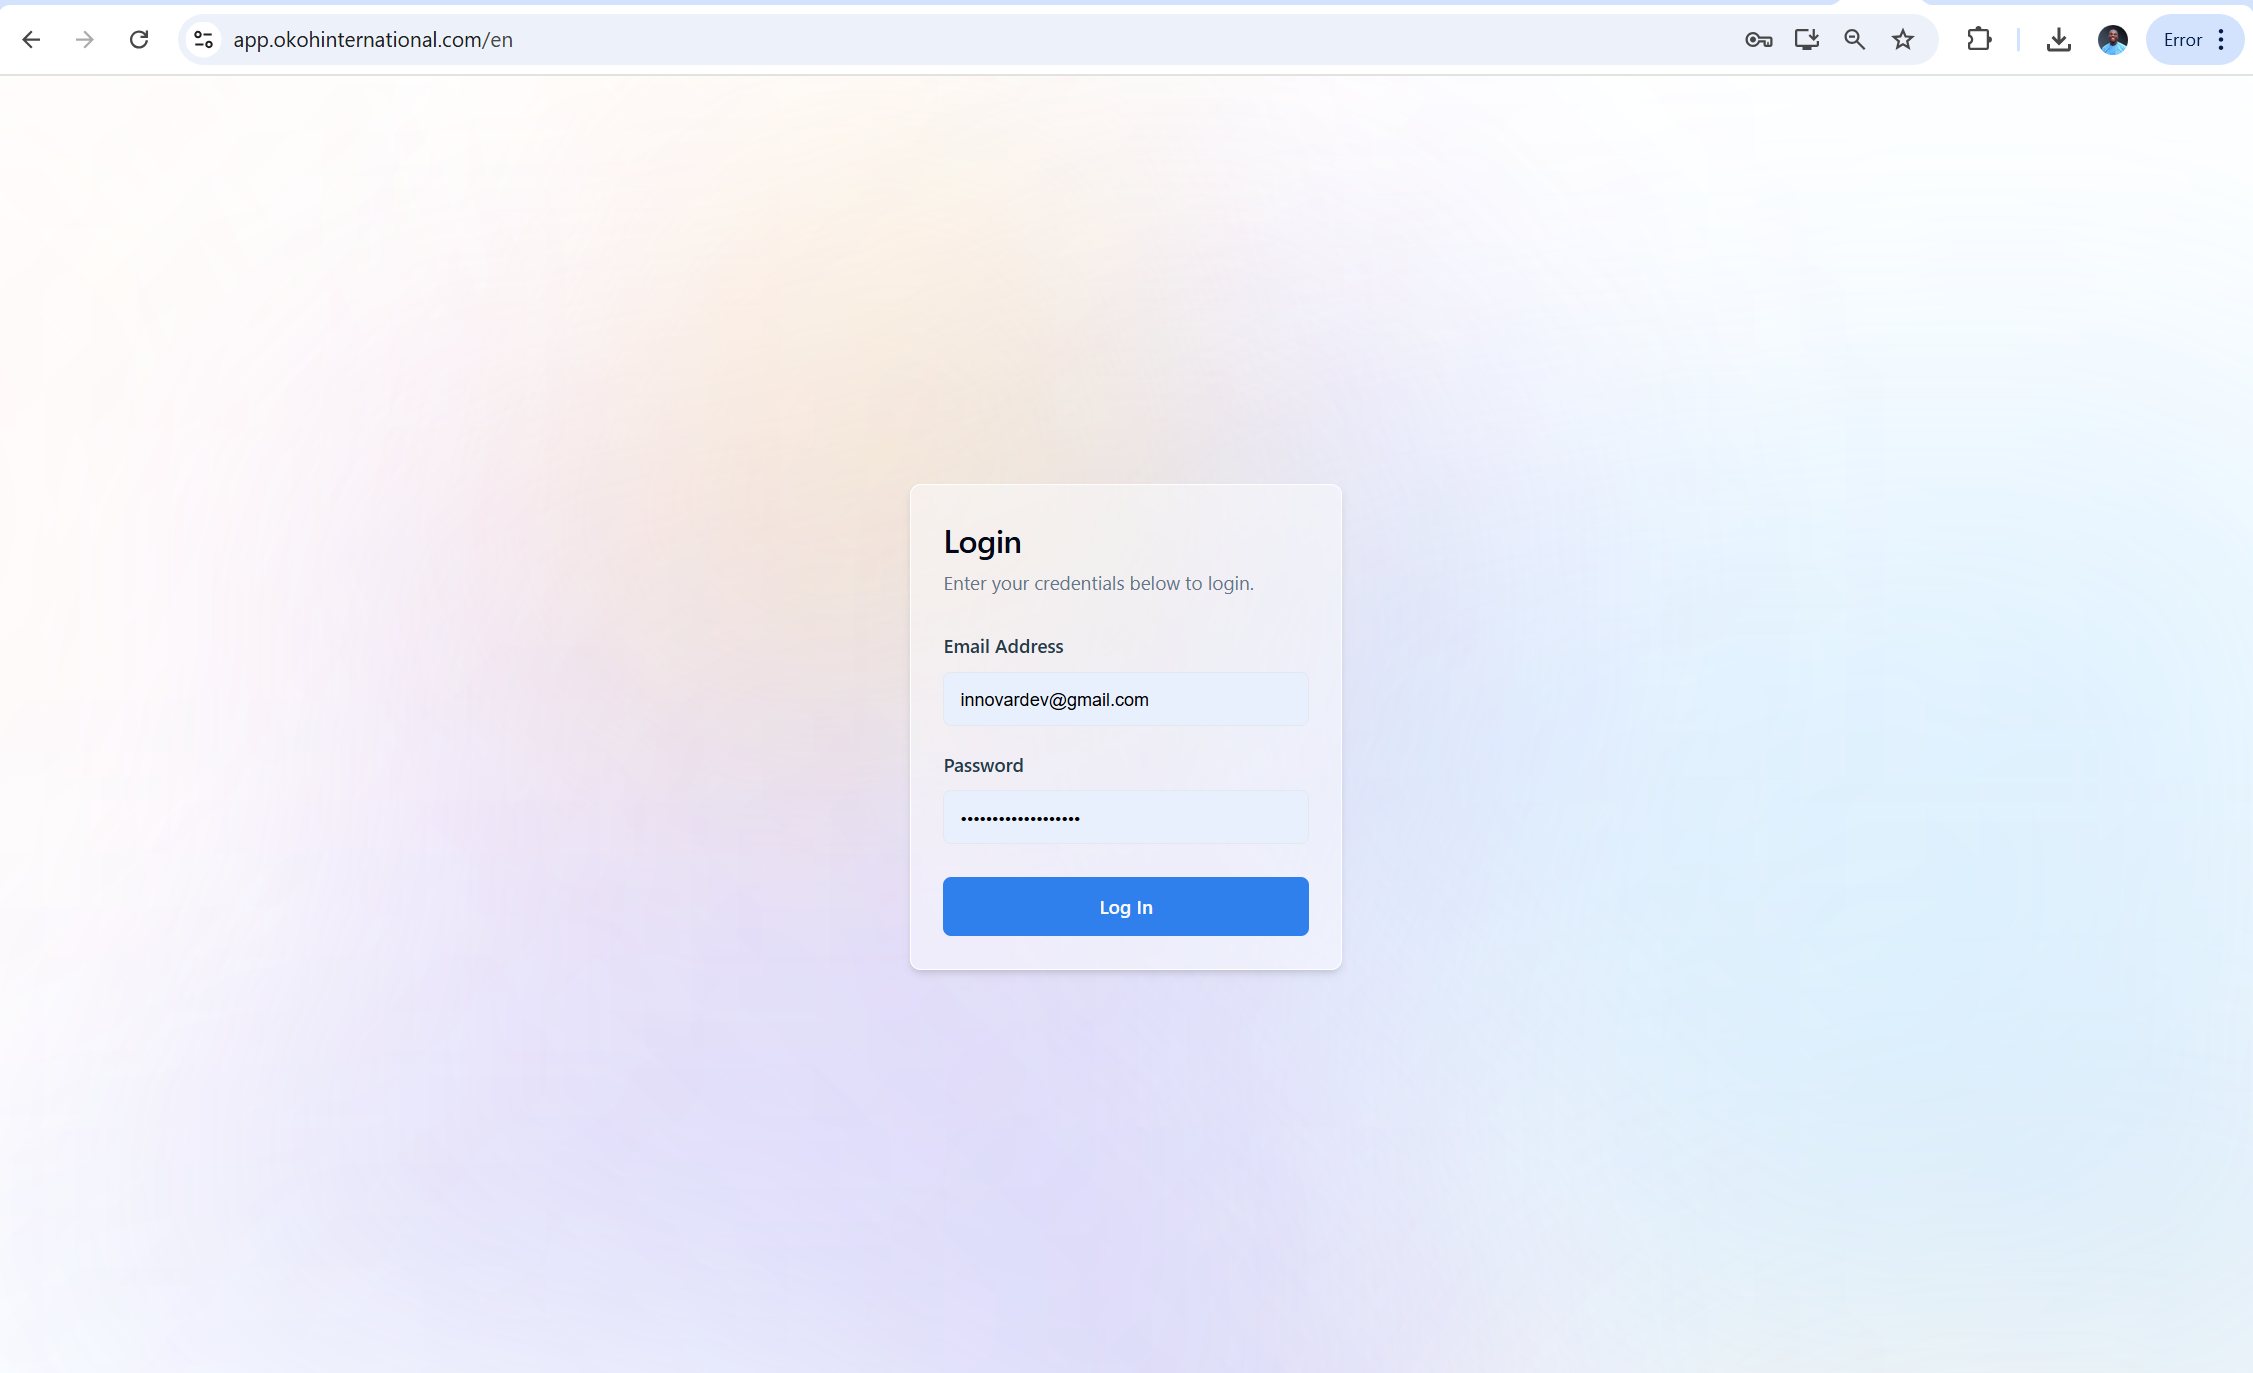 app.okohinternational.com/en
Error
Login
Enter your credentials below to login.
Email Address
innovardev@gmail.com
Password
•••••••••••••••••••
Log In